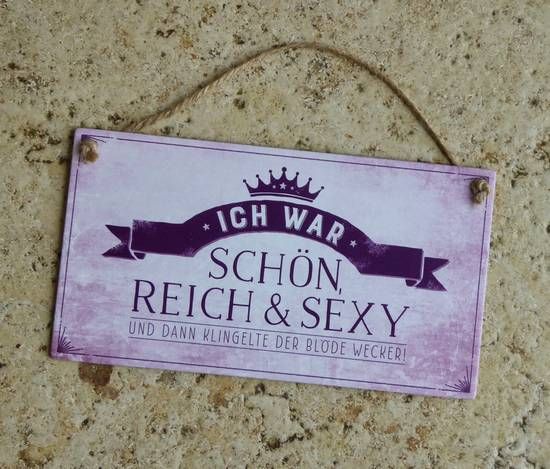 ICH WAR
SCHÖN,
REICH & SEXY
UND DANN KLINGELTE DER BLÖDE WECKER!